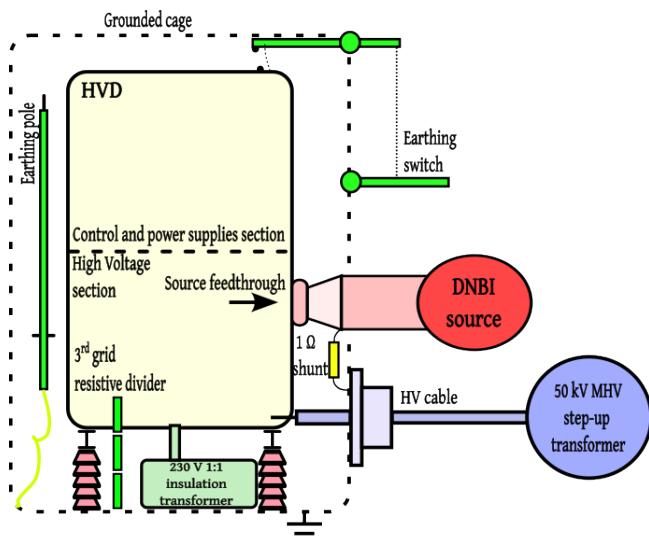 Grounded cage
HVD
Earthing pole
Earthing
switch
Control and power supplies section
High Voltage
section
Source feedthrough
DNBI
source
1 Ω
shunt
3rd grid
resistive divider
HV cable
50 kV MHV
step-up
transformer
230 V 1:1
insulation
transformer